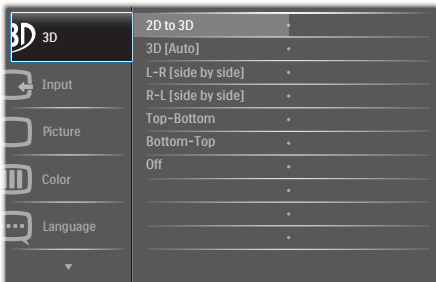 3D 3D
Input
Picture
Color
Language
2D to 3D
3D [Auto]
L-R [side by side]
R-L [side by side]
Top-Bottom
Bottom-Top
Off